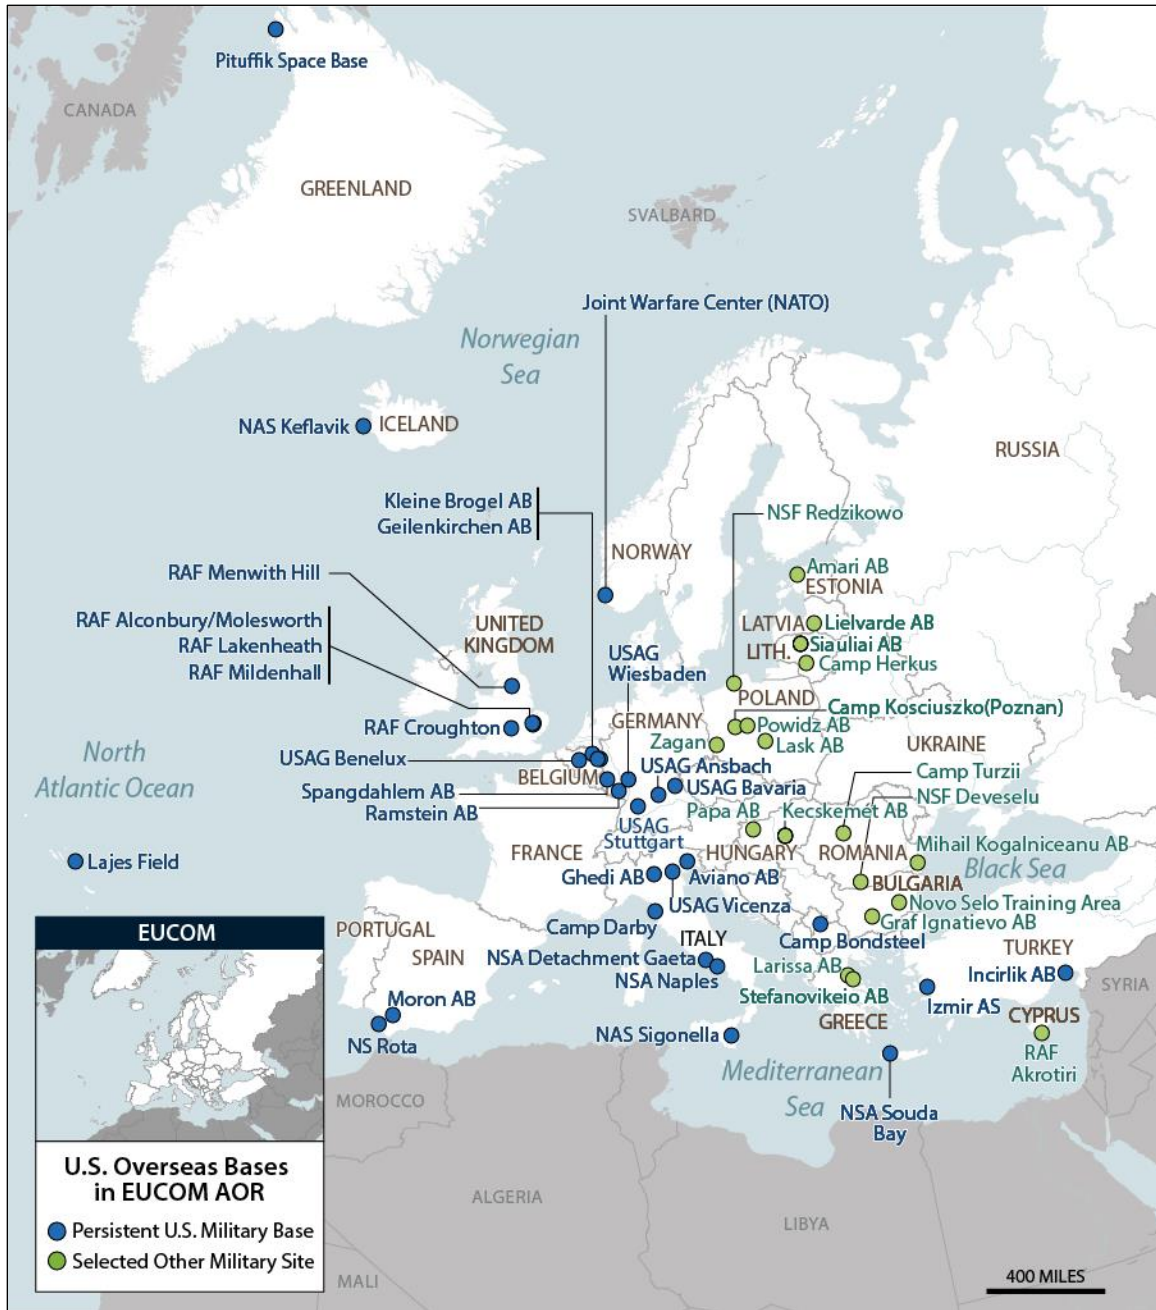 Pituffik Space Base
CANADA
GREENLAND
SVALBARD
Joint Warfare Center (NATO)
Norwegian
Sea
NAS Keflavik
ICELAND
RUSSIA
Kleine Brogel AB
Geilenkirchen AB
NSF Redzikowo
NORWAY
RAF Menwith Hill
Amari AB
ESTONIA
RAF Alconbury/Molesworth
RAF Lakenheath
RAF Mildenhall
UNITED
KINGDOM
LATVIA
Lielvarde AB
LITH.
Siauliai AB
Camp Herkus
USAG
Wiesbaden
POLAND
Camp Kosciuszko(Poznan)
RAF Croughton
GERMANY
Powidz AB
Zagan
Lask AB
UKRAINE
North
Atlantic Ocean
USAG Benelux
BELGIUM
USAG Ansbach
USAG Bavaria
Camp Turzii
NSF Deveselu
Spangdahlem AB
Ramstein AB
USAG
Stuttgart
Papa AB
Kecskemet AB
Mihail Kogalniceanu AB
FRANCE
HUNGARY
ROMANIA
Black Sea
Lajes Field
Ghedi AB
Aviano AB
BULGARIA
USAG Vicenza
Novo Selo Training Area
Graf Ignatievo AB
Camp Darby
PORTUGAL
SPAIN
ITALY
Camp Bondsteel
TURKEY
NSA Detachment Gaeta
NSA Naples
Larissa AB
Incirlik AB
SYRIA
Moron AB
Stefanovikeio AB
Izmir AS
NS Rota
GREECE
CYPRUS
NAS Sigonella
RAF
Akrotiri
Mediterranean
Sea
NSA Souda
Bay
MOROCCO
ALGERIA
LIBYA
MALI
EUCOM
U.S. Overseas Bases
in EUCOM AOR
Persistent U.S. Military Base
Selected Other Military Site
400 MILES